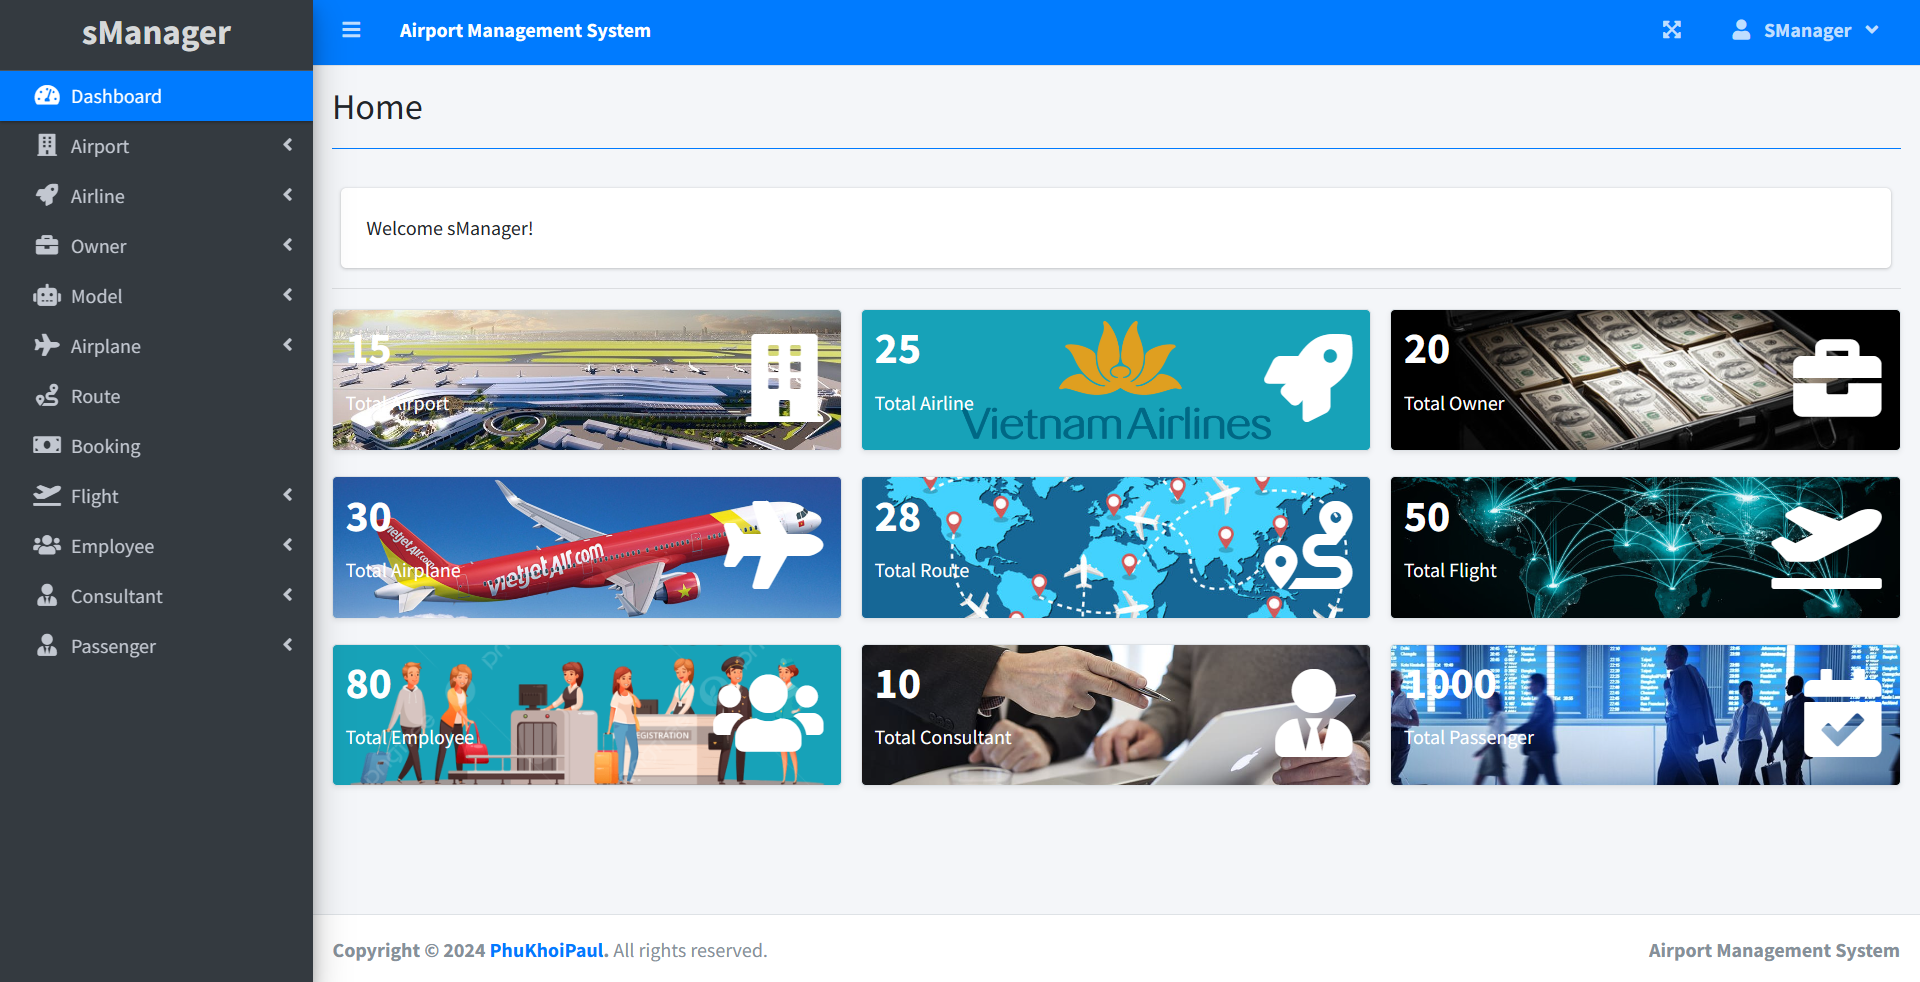 sManager
Airport Management System
SManager
Dashboard
Airport
Airline
Owner
Model
Airplane
Route
Booking
Flight
Employee
Consultant
Passenger
Home
Welcome sManager!
15
Total Airport
25
Total Airline
Vietnam Airlines
20
Total Owner
30
Total Airplane
vietjetAir.com
vietjetAir.com
28
Total Route
50
Total Flight
80
Total Employee
EGISTRATION
10
Total Consultant
1000
Total Passenger
Copyright © 2024 PhuKhoiPaul. All rights reserved.
Airport Management System